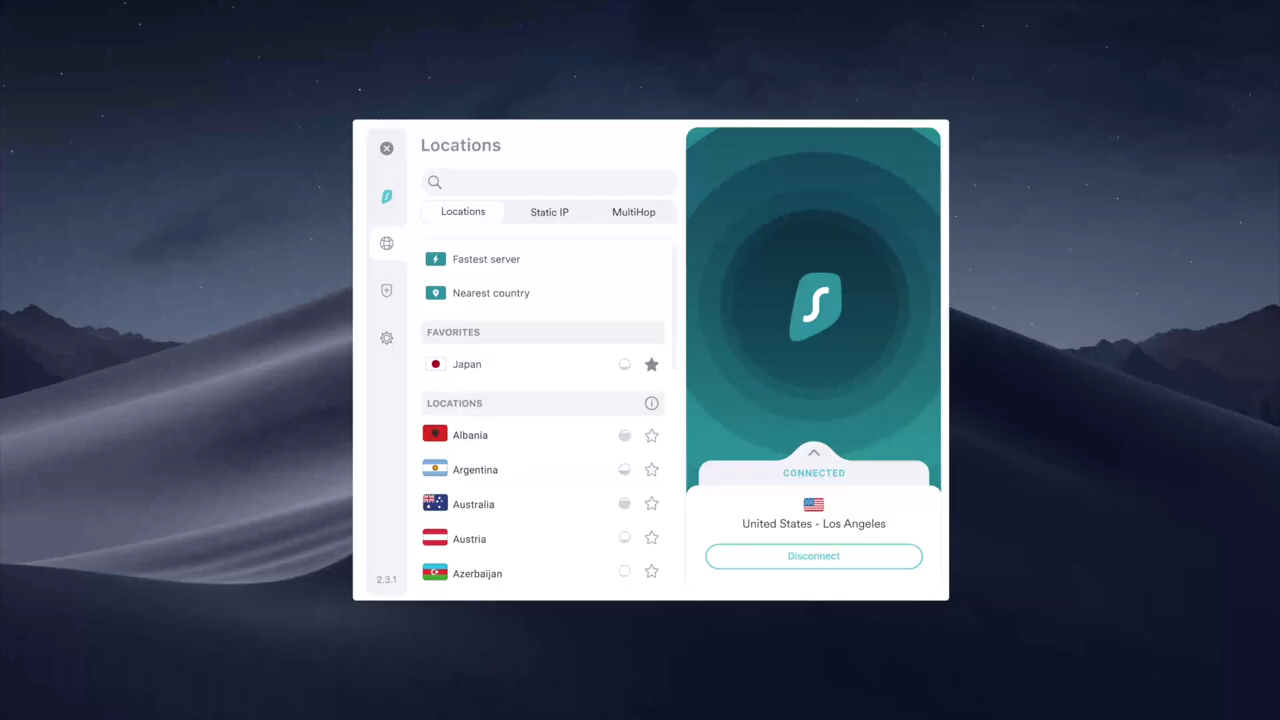 Locations
Locations Static IP MultiHop
Fastest server
Nearest country
FAVORITES
Japan
LOCATIONS
Albania
Argentina
Australia
Austria
Azerbaijan
2.3.1
CONNECTED
United States - Los Angeles
Disconnect